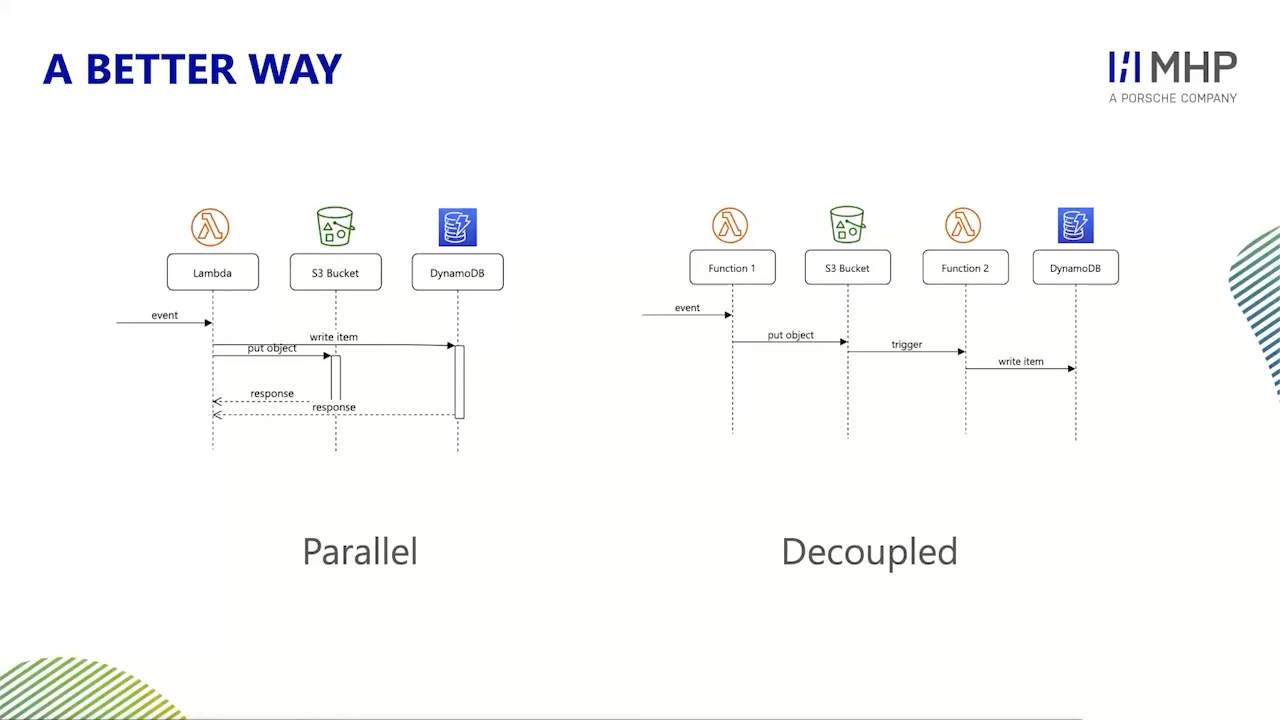 A BETTER WAY
MHP
A PORSCHE COMPANY
Lambda
S3 Bucket
DynamoDB
event
write item
put object
response
response
Parallel
Function 1
S3 Bucket
Function 2
DynamoDB
event
put object
trigger
write item
Decoupled